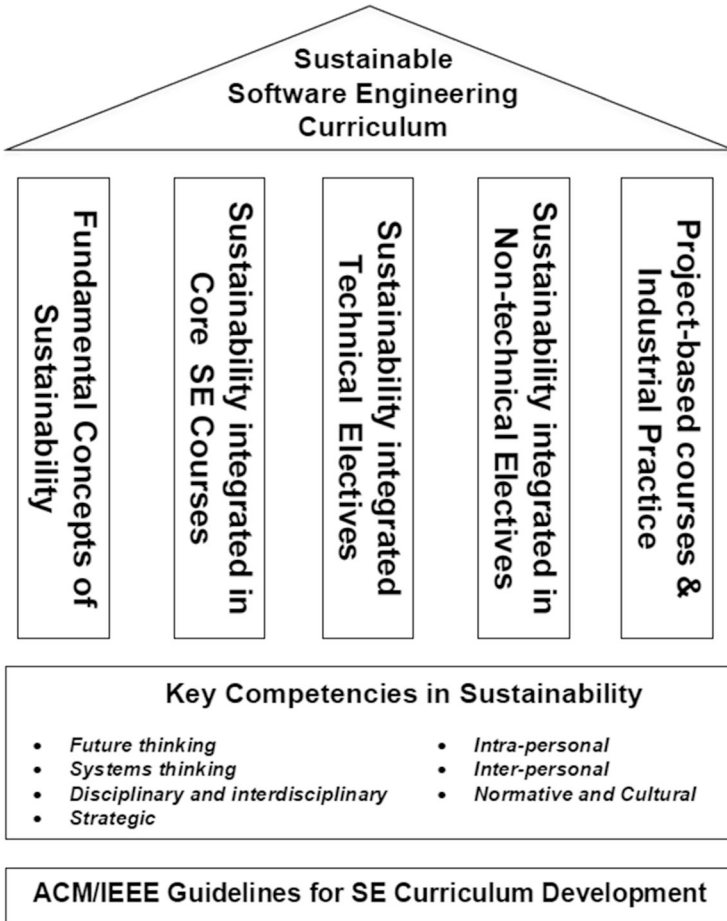 Sustainable
Software Engineering
Curriculum
Fundamental Concepts of
Sustainability
Sustainability integrated in
Core SE Courses
Sustainability integrated
Technical Electives
Sustainability integrated in
Non-technical Electives
Project-based courses &
Industrial Practice
Key Competencies in Sustainability
• Future thinking
• Systems thinking
• Disciplinary and interdisciplinary
• Strategic
• Intra-personal
• Inter-personal
• Normative and Cultural
ACM/IEEE Guidelines for SE Curriculum Development